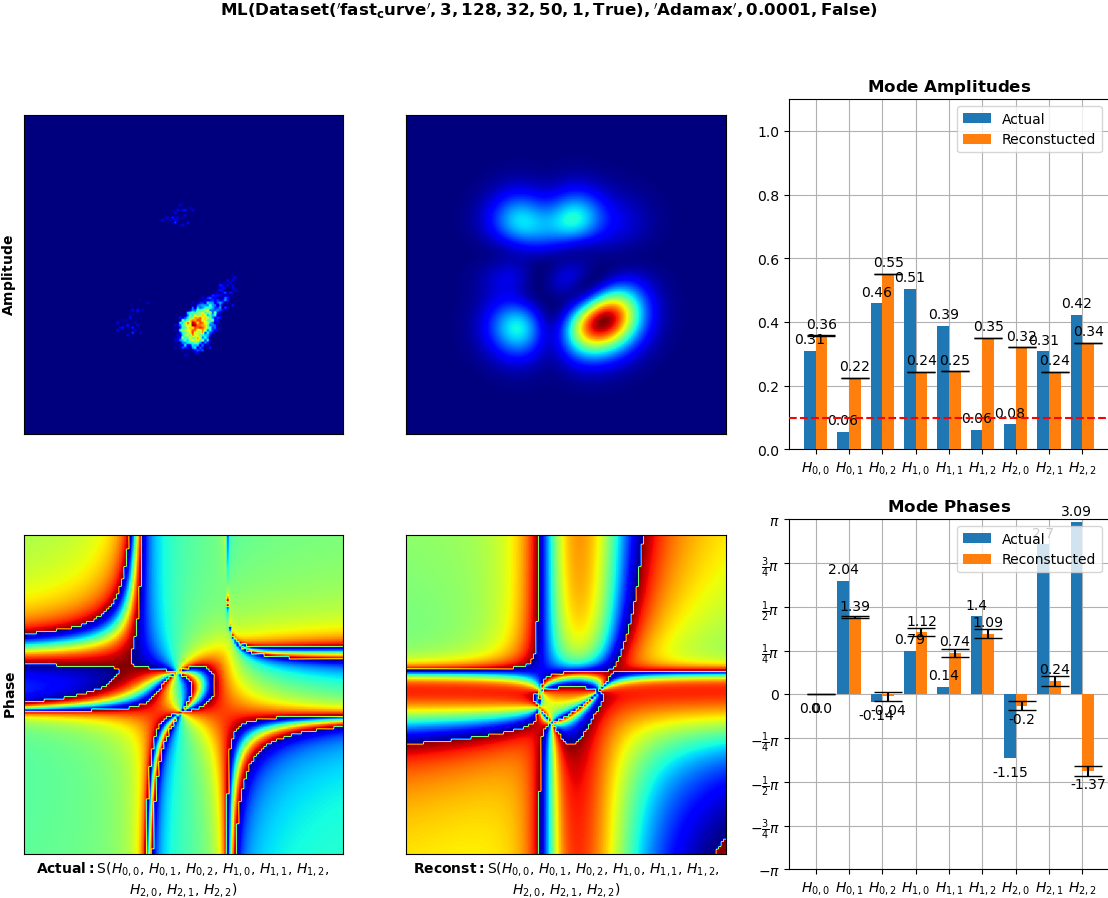 ML(Dataset('fast_curve', 3, 128, 32, 50, 1, True), 'Adamax', 0.0001, False)
Amplitude
Mode Amplitudes
Actual
Reconstucted
1.0
0.8
0.6
0.4
0.2
0.0
0.31 0.06 0.46 0.51 0.39 0.06 0.08 0.31 0.42
0.36 0.22 0.55 0.24 0.25 0.35 0.32 0.24 0.34
H0,0 H0,1 H0,2 H1,0 H1,1 H1,2 H2,0 H2,1 H2,2
Phase
Mode Phases
Actual
Reconstucted
π
3/4π
1/2π
1/4π
0
−1/4π
−1/2π
−3/4π
−π
0.0 2.04 -0.14 0.79 0.14 1.4 -1.15 3.09
0.0 1.39 -0.04 1.12 0.74 1.09 -0.2 0.24 -1.37
H0,0 H0,1 H0,2 H1,0 H1,1 H1,2 H2,0 H2,1 H2,2
Actual: S(H0,0, H0,1, H0,2, H1,0, H1,1, H1,2,
H2,0, H2,1, H2,2)
Reconst: S(H0,0, H0,1, H0,2, H1,0, H1,1, H1,2,
H2,0, H2,1, H2,2)